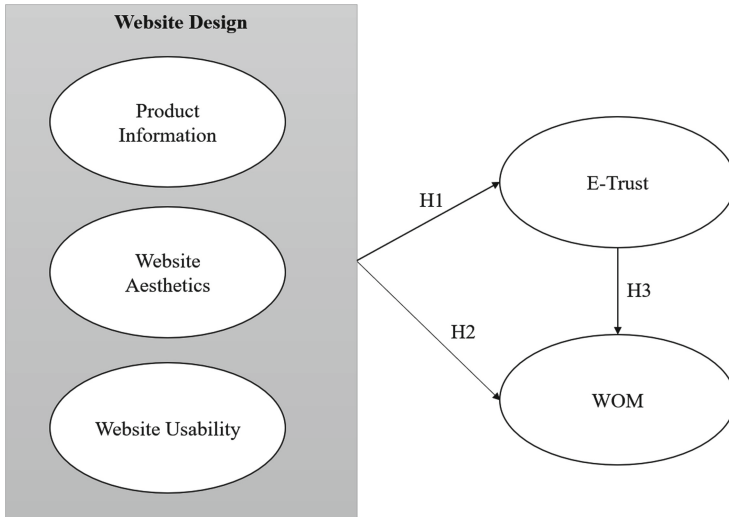 Website Design
Product
Information
Website
Aesthetics
Website Usability
H1
H2
E-Trust
H3
WOM